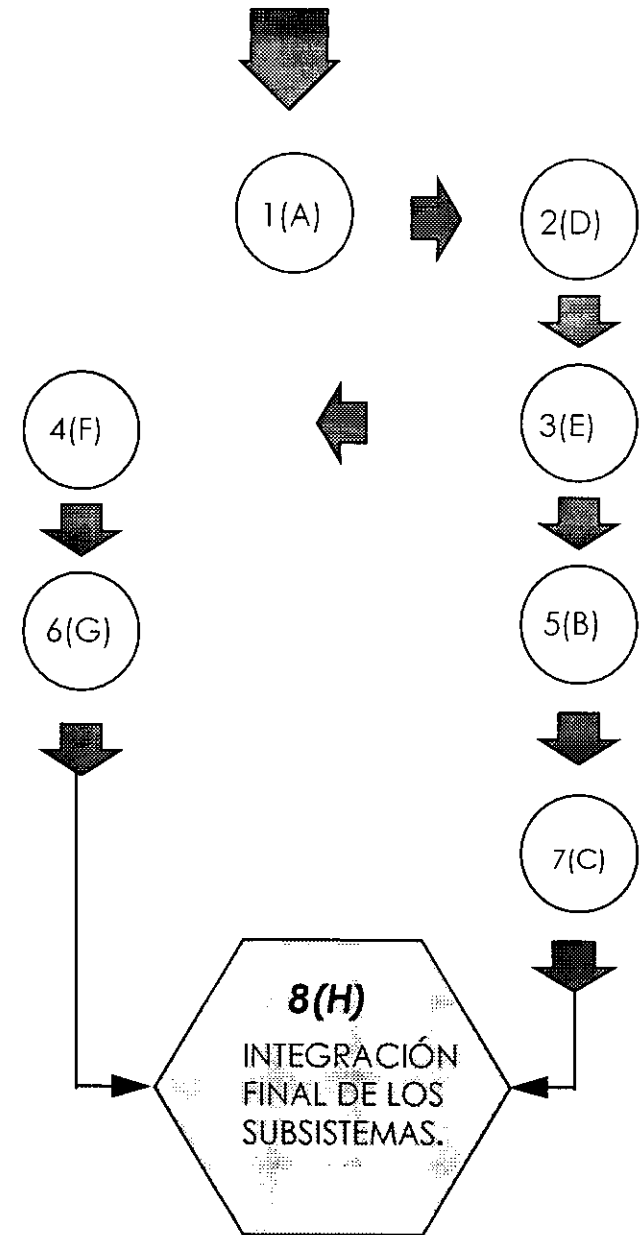 1(A)
2(D)
4(F)
3(E)
6(G)
5(B)
7(C)
8(H)
INTEGRACIÓN
FINAL DE LOS
SUBSISTEMAS.